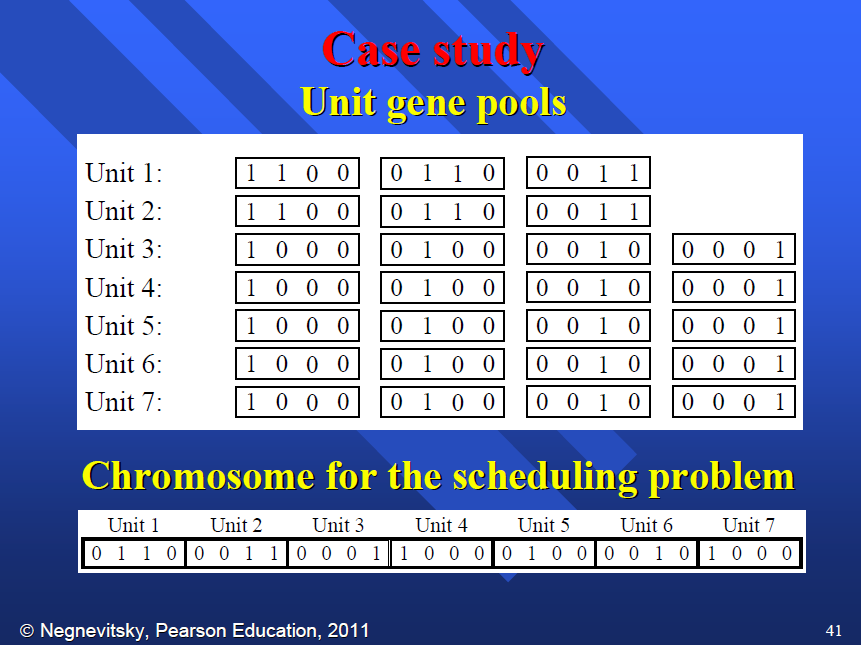 Case study
Unit gene pools
Unit 1: 1 1 0 0 0 1 1 0 0 0 1 1
Unit 2: 1 1 0 0 0 1 1 0 0 0 1 1
Unit 3: 1 0 0 0 0 1 0 0 0 0 1 0 0 0 0 1
Unit 4: 1 0 0 0 0 1 0 0 0 0 1 0 0 0 0 1
Unit 5: 1 0 0 0 0 1 0 0 0 0 1 0 0 0 0 1
Unit 6: 1 0 0 0 0 1 0 0 0 0 1 0 0 0 0 1
Unit 7: 1 0 0 0 0 1 0 0 0 0 1 0 0 0 0 1
Chromosome for the scheduling problem
Unit 1 Unit 2 Unit 3 Unit 4 Unit 5 Unit 6 Unit 7
0 1 1 0 0 0 1 1 0 0 0 1 1 0 0 0 0 1 0 0 0 0 1 0 1 0 0 0
© Negnevitsky, Pearson Education, 2011 41